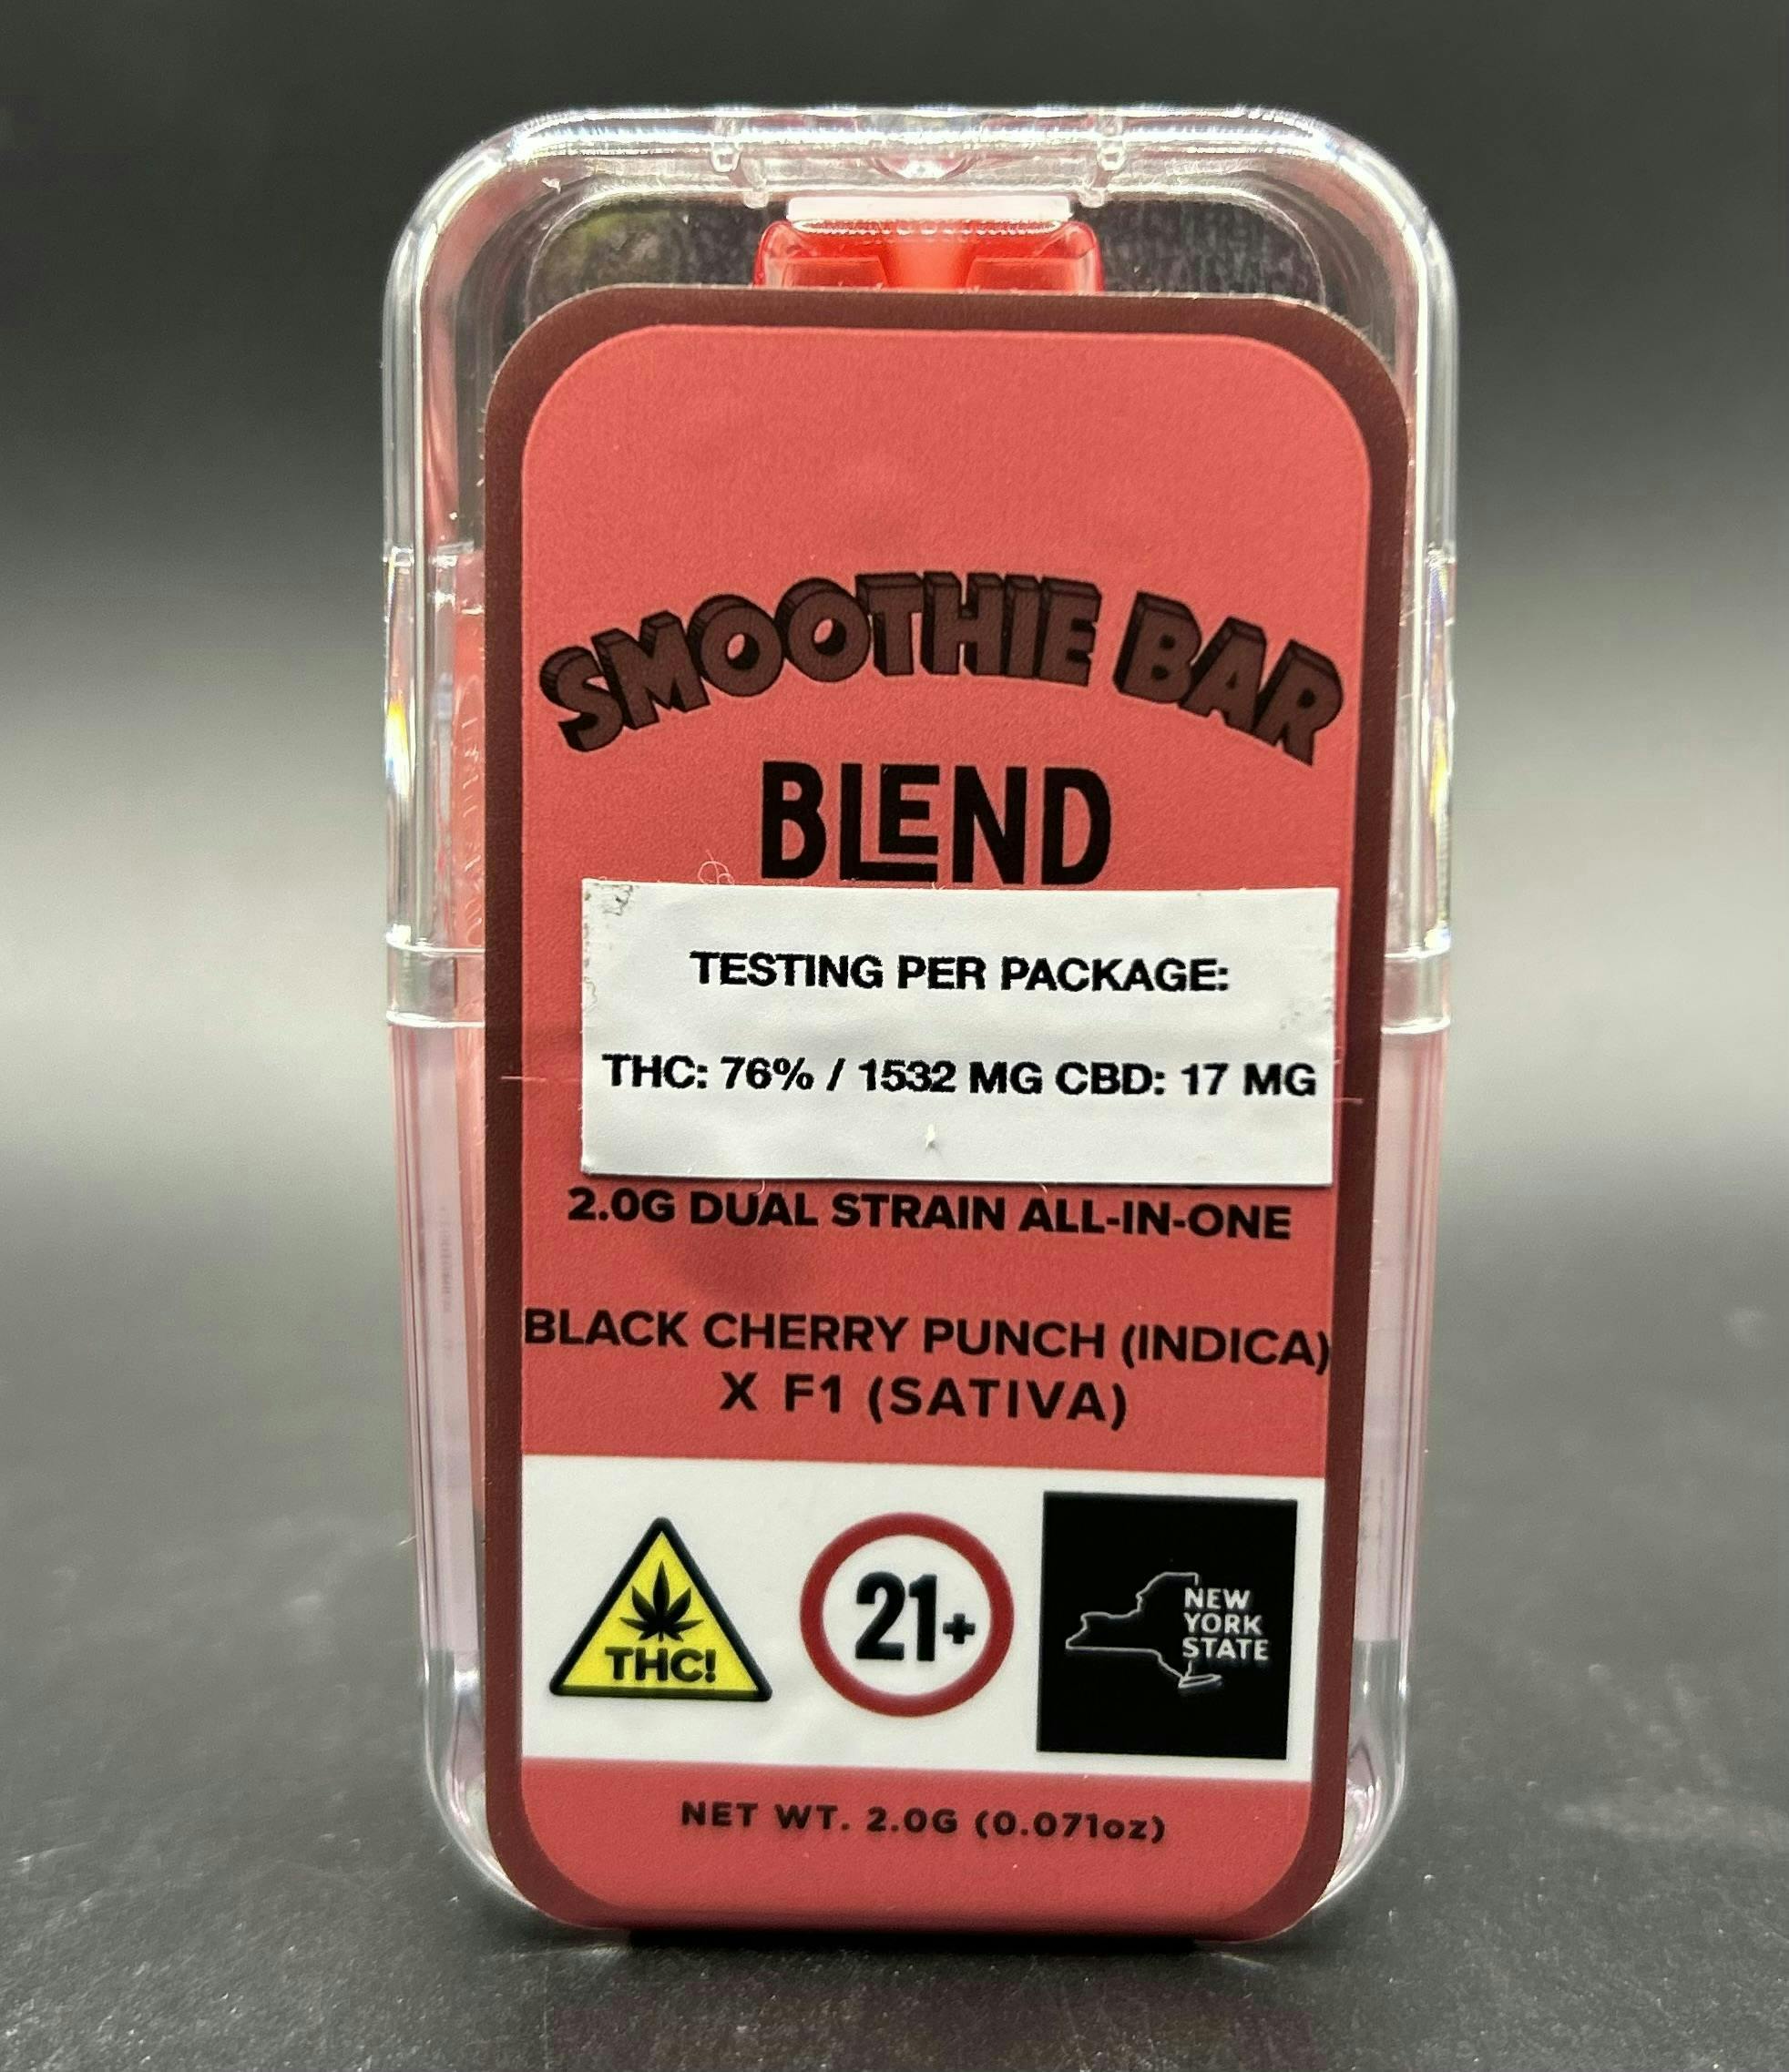 SMOOTHIE BAR
BLEND
TESTING PER PACKAGE:
THC: 76% / 1532 MG CBD: 17 MG
2.0G DUAL STRAIN ALL-IN-ONE
BLACK CHERRY PUNCH (INDICA)
X F1 (SATIVA)
THC!
21+
NEW
YORK
STATE
NET WT. 2.0G (0.071oz)